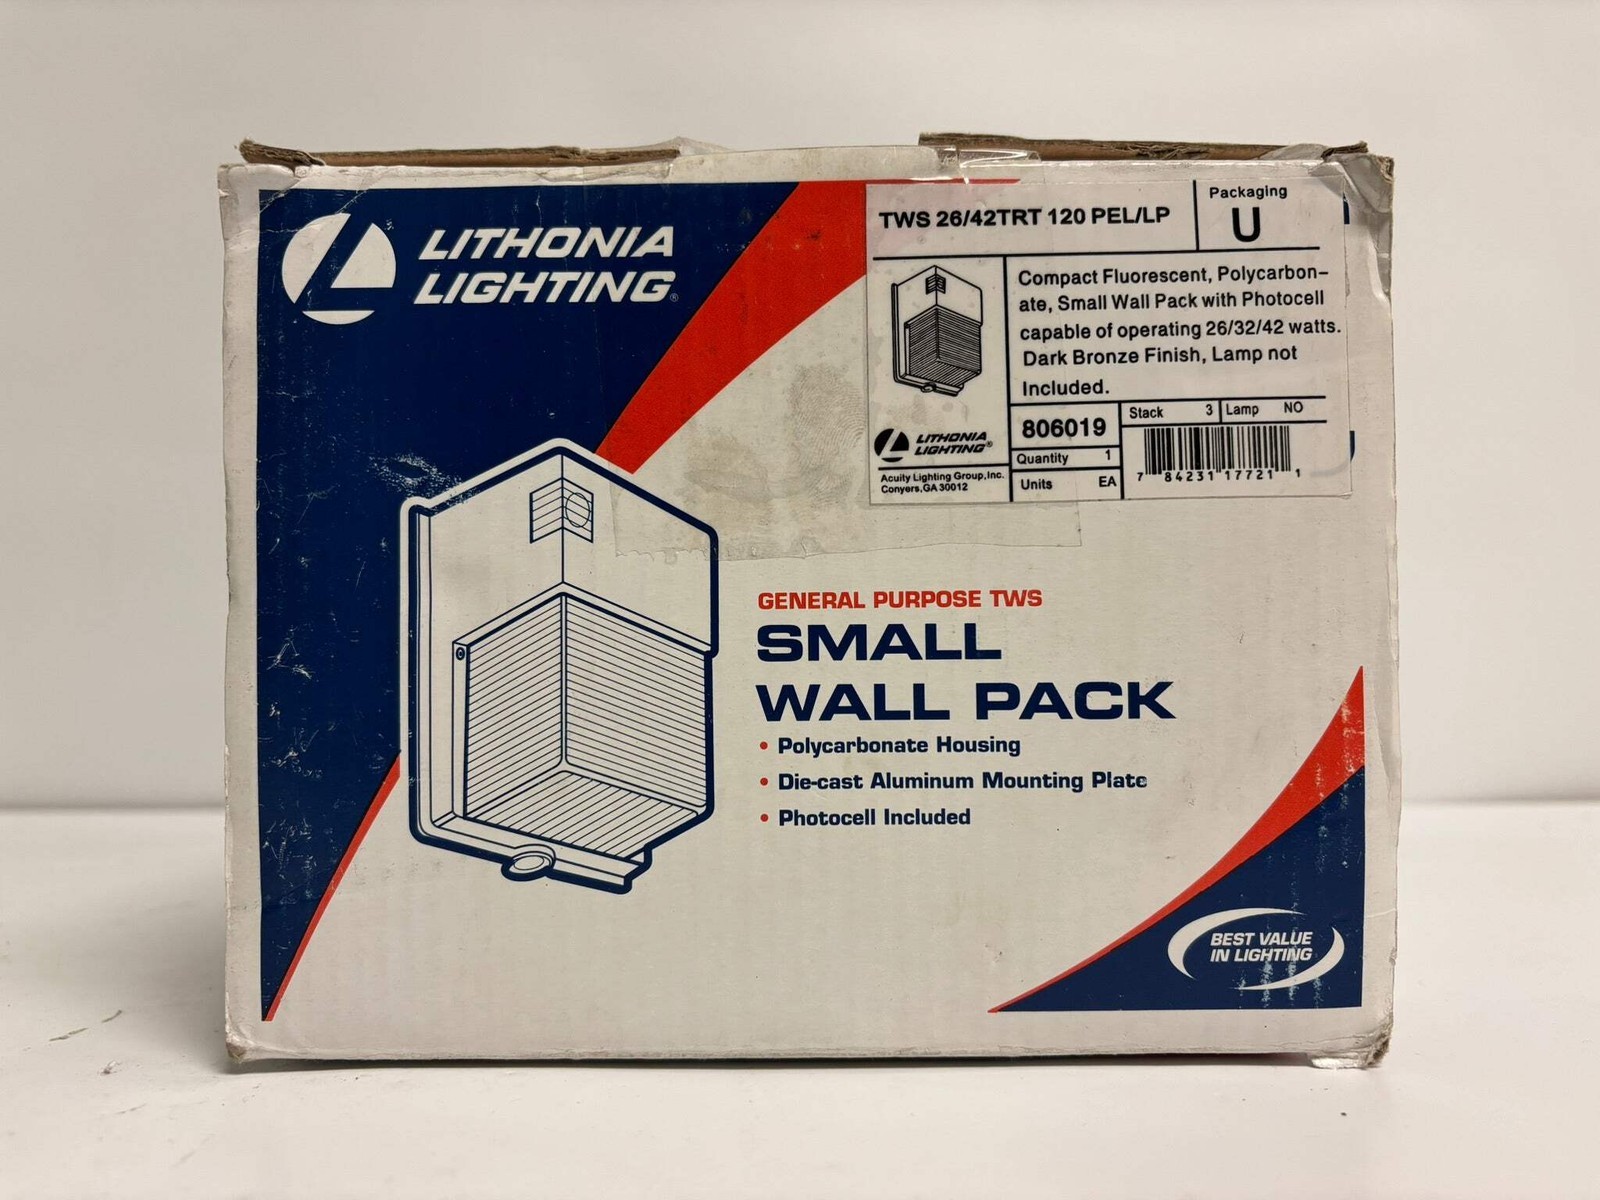 LITHONIA
LIGHTING®
TWS 26/42TRT 120 PEL/LP
Packaging
U
Compact Fluorescent, Polycarbon-
ate, Small Wall Pack with Photocell
capable of operating 26/32/42 watts.
Dark Bronze Finish, Lamp not
Included.
LITHONIA
LIGHTING®
Acuity Lighting Group, Inc.
Conyers, GA 30012
806019
Quantity 1
Units EA
Stack 3 Lamp NO
7 84231 17721 1
GENERAL PURPOSE TWS
SMALL
WALL PACK
• Polycarbonate Housing
• Die-cast Aluminum Mounting Plate
• Photocell Included
BEST VALUE
IN LIGHTING